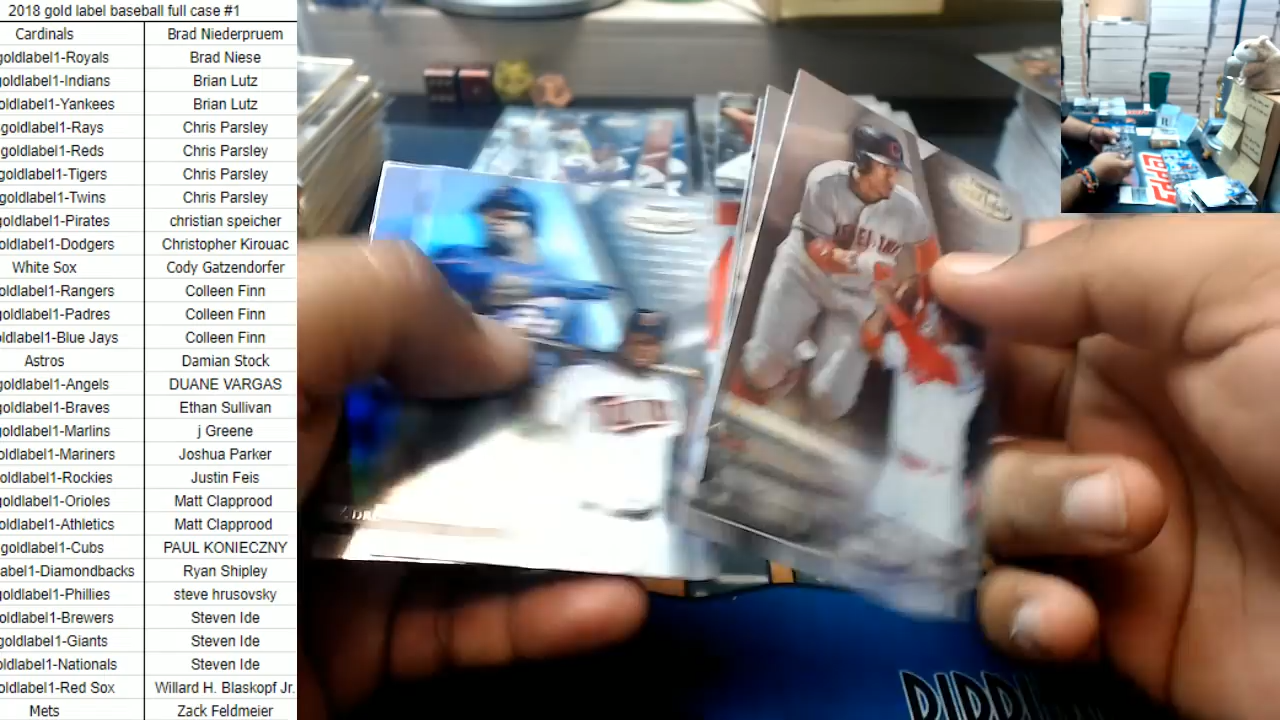 2018 gold label baseball full case #1
Cardinals Brad Niederpruem
goldlabel1-Royals Brad Niese
goldlabel1-Indians Brian Lutz
oldlabel1-Yankees Brian Lutz
goldlabel1-Rays Chris Parsley
goldlabel1-Reds Chris Parsley
goldlabel1-Tigers Chris Parsley
goldlabel1-Twins Chris Parsley
goldlabel1-Pirates christian speicher
oldlabel1-Dodgers Christopher Kirouac
White Sox Cody Gatzendorfer
oldlabel1-Rangers Colleen Finn
goldlabel1-Padres Colleen Finn
oldlabel1-Blue Jays Colleen Finn
Astros Damian Stock
goldlabel1-Angels DUANE VARGAS
goldlabel1-Braves Ethan Sullivan
goldlabel1-Marlins j Greene
oldlabel1-Mariners Joshua Parker
oldlabel1-Rockies Justin Feis
goldlabel1-Orioles Matt Clapprood
oldlabel1-Athletics Matt Clapprood
goldlabel1-Cubs PAUL KONIECZNY
abel1-Diamondbacks Ryan Shipley
goldlabel1-Phillies steve hrusovsky
oldlabel1-Brewers Steven Ide
goldlabel1-Giants Steven Ide
oldlabel1-Nationals Steven Ide
oldlabel1-Red Sox Willard H. Blaskopf Jr.
Mets Zack Feldmeier